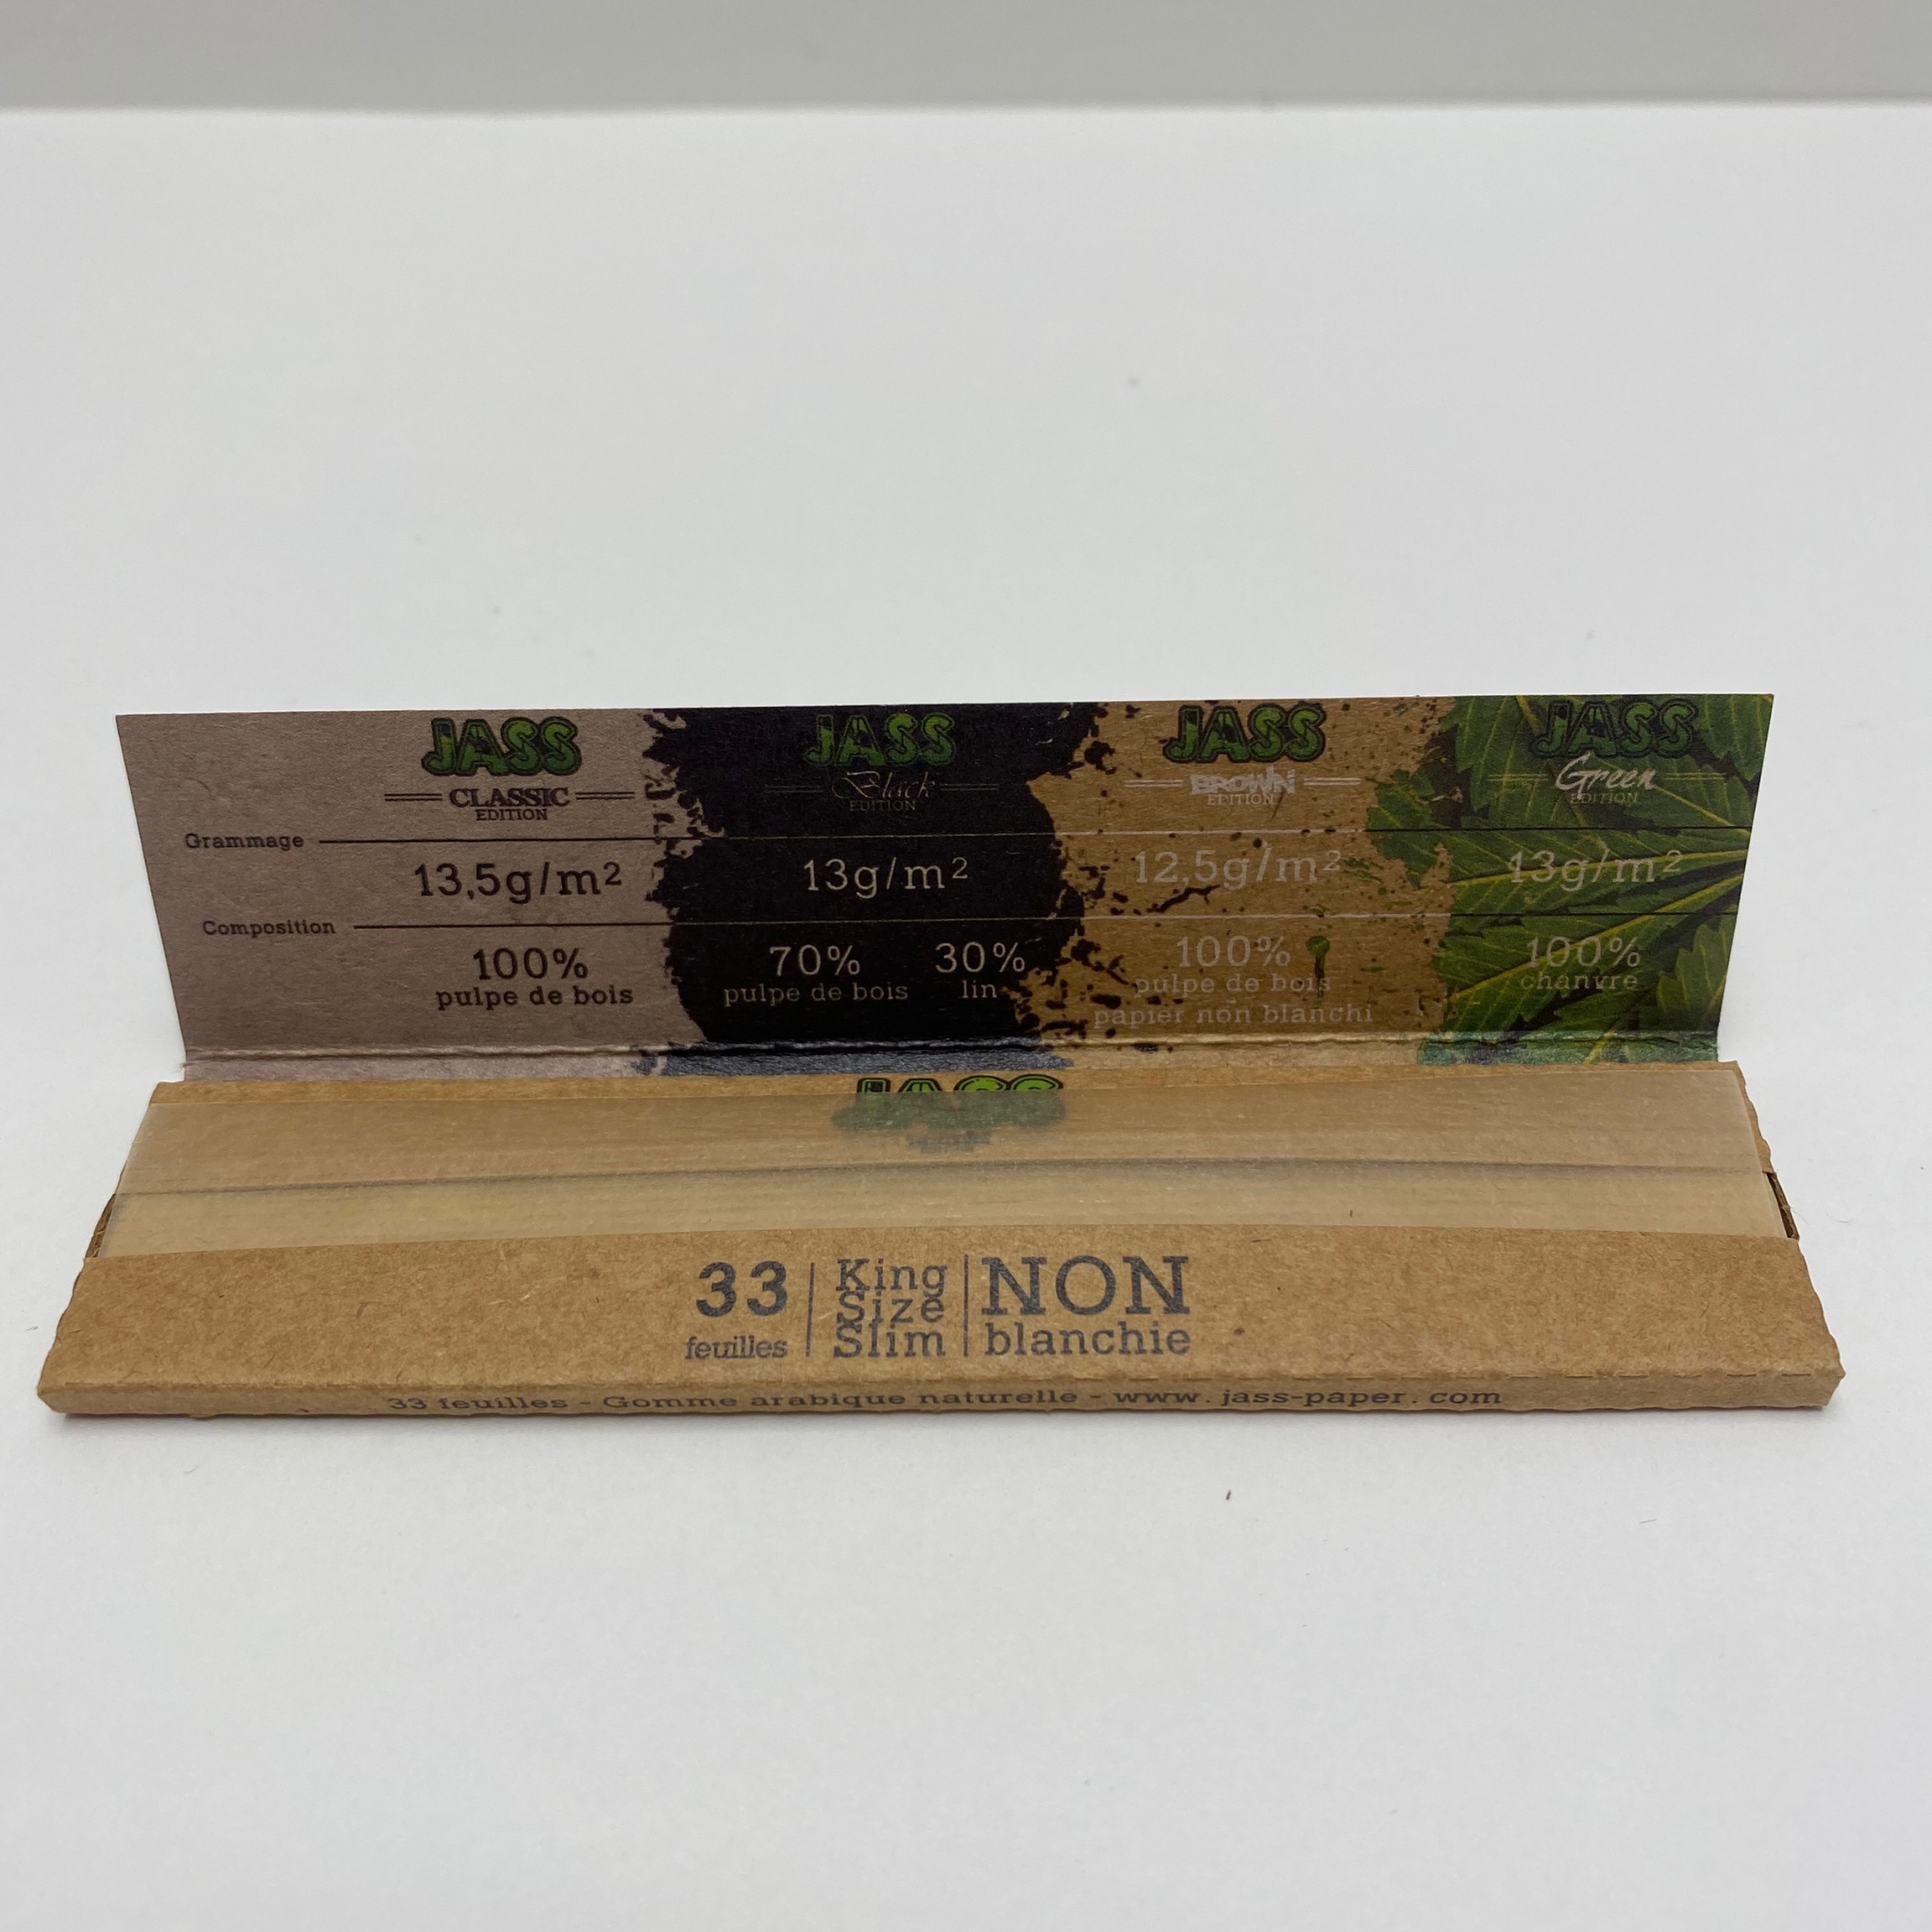 JASS JASS JASS JASS
CLASSIC Black BROWN Green
EDITION EDITION EDITION EDITION
Grammage
13,5g/m² 13g/m² 12,5g/m² 13g/m²
Composition
100% 70% 30% 100% 100%
pulpe de bois pulpe de bois lin pulpe de bois chanvre
papier non blanchi
JASS
33 King NON
Size
feuilles Slim blanchie
33 feuilles - Gomme arabique naturelle - www.jass-paper.com